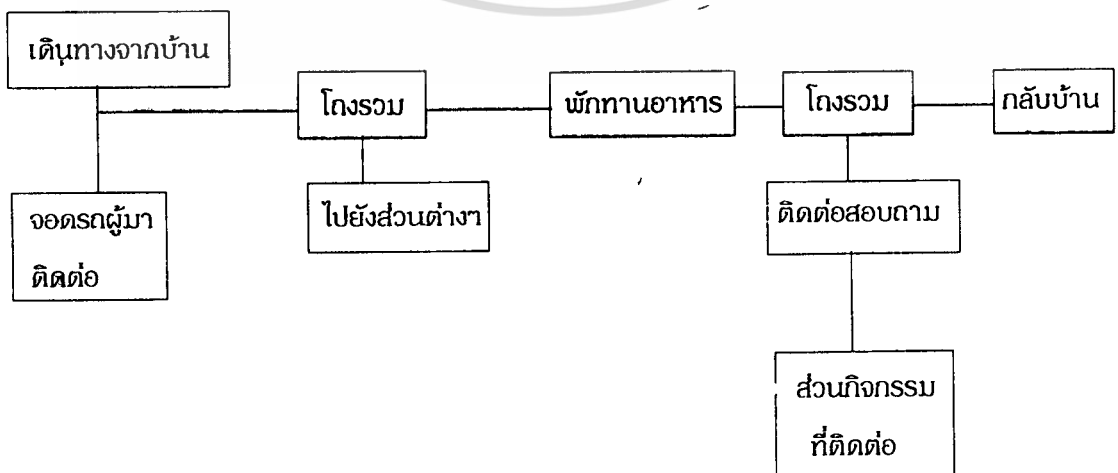 เดินทางจากบ้าน
โถงรวม
พักทานอาหาร
โถงรวม
กลับบ้าน
จอดรถผู้มา
ติดต่อ
ไปยังส่วนต่างๆ
ติดต่อสอบถาม
ส่วนกิจกรรม
ที่ติดต่อ